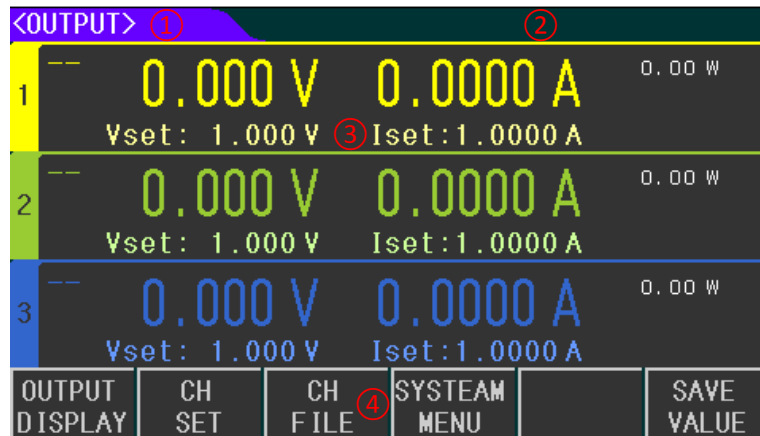 <OUTPUT> ① ②
1 -- 0.000 V 0.0000 A 0.00 W
Vset: 1.000 V ③ Iset:1.0000 A
2 -- 0.000 V 0.0000 A 0.00 W
Vset: 1.000 V Iset:1.0000 A
3 -- 0.000 V 0.0000 A 0.00 W
Vset: 1.000 V Iset:1.0000 A
OUTPUT CH CH ④ SYSTEAM SAVE
DISPLAY SET FILE MENU VALUE